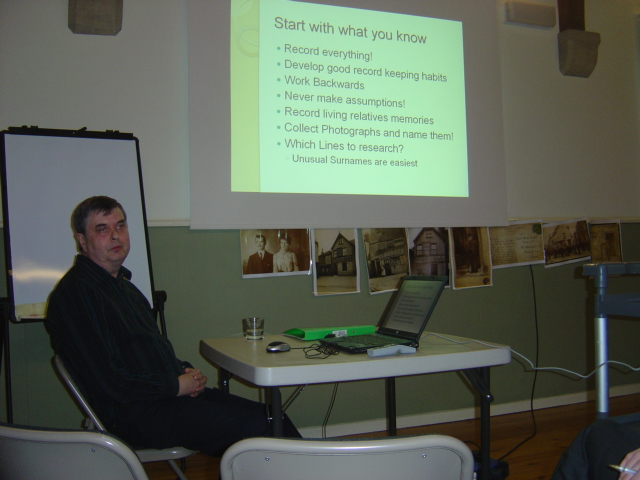 Start with what you know
Record everything!
Develop good record keeping habits
Work Backwards
Never make assumptions!
Record living relatives memories
Collect Photographs and name them!
Which Lines to research?
Unusual Surnames are easiest